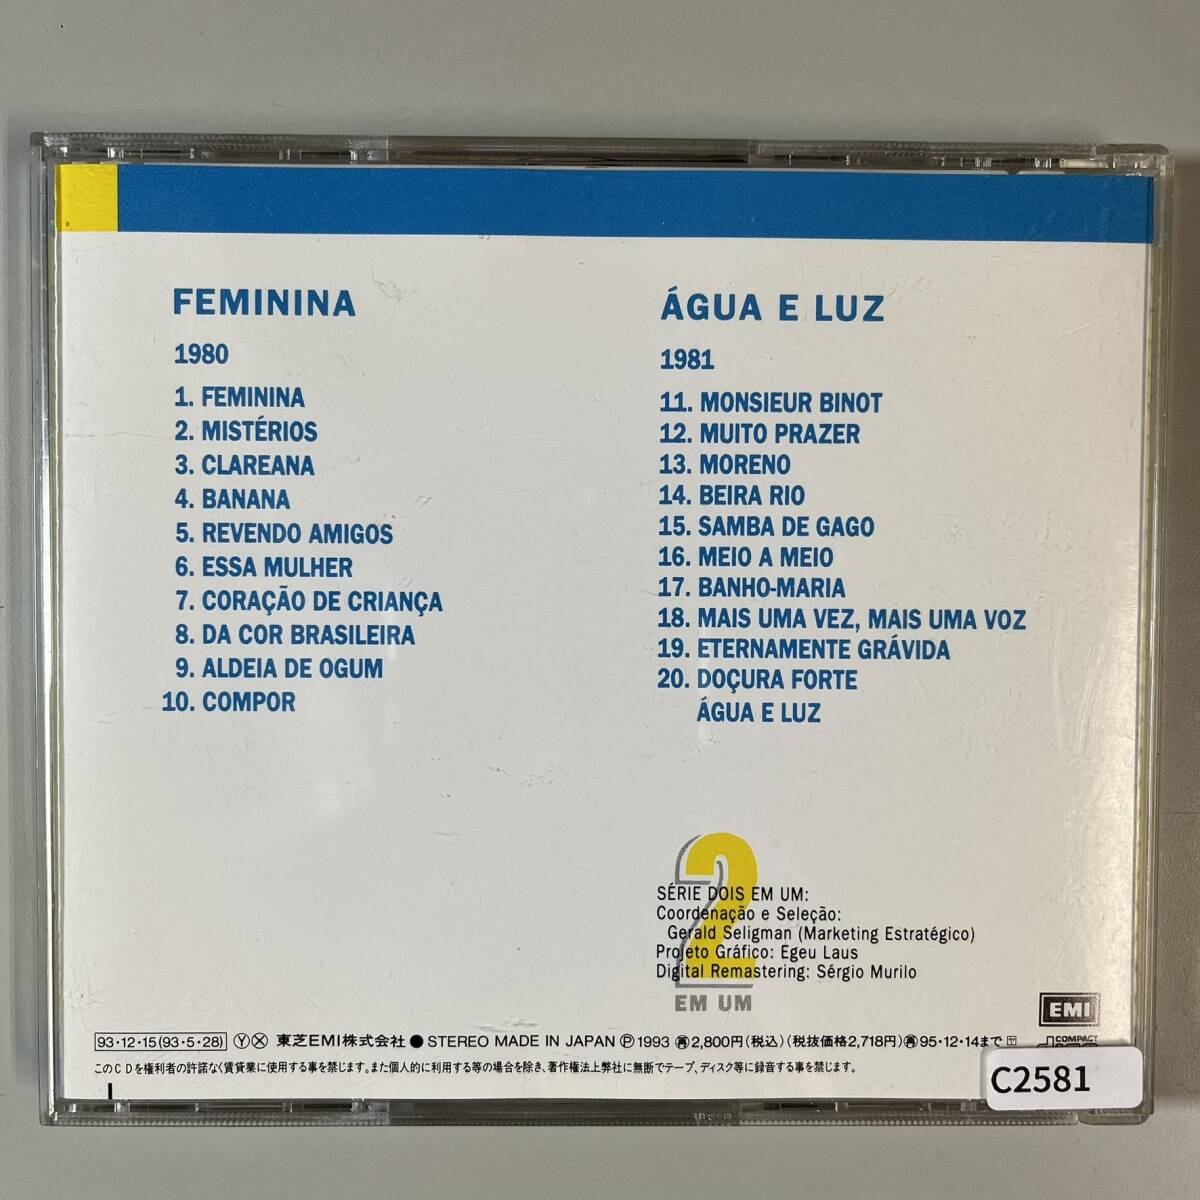 FEMININA
1980
1. FEMININA
2. MISTÉRIOS
3. CLAREANA
4. BANANA
5. REVENDO AMIGOS
6. ESSA MULHER
7. CORAÇÃO DE CRIANÇA
8. DA COR BRASILEIRA
9. ALDEIA DE OGUM
10. COMPOR
ÁGUA E LUZ
1981
11. MONSIEUR BINOT
12. MUITO PRAZER
13. MORENO
14. BEIRA RIO
15. SAMBA DE GAGO
16. MEIO A MEIO
17. BANHO-MARIA
18. MAIS UMA VEZ, MAIS UMA VOZ
19. ETERNAMENTE GRÁVIDA
20. DOÇURA FORTE
ÁGUA E LUZ
2
SÉRIE DOIS EM UM:
Coordenação e Seleção:
Gerald Seligman (Marketing Estratégico)
Projeto Gráfico: Egeu Laus
Digital Remastering: Sérgio Murilo
EM UM
EMI
93・12・15(93・5・28) Ⓨ Ⓧ 東芝EMI株式会社 ● STEREO MADE IN JAPAN Ⓟ 1993 ㊢2,800円(税込)(税抜価格2,718円)㊢95・12・14まで
COMPACT
このCDを権利者の許諾なく賃貸業に使用する事を禁じます。また個人的に利用する等の場合を除き、著作権法上弊社に無断でテープ、ディスク等に録音する事を禁じます。
C2581